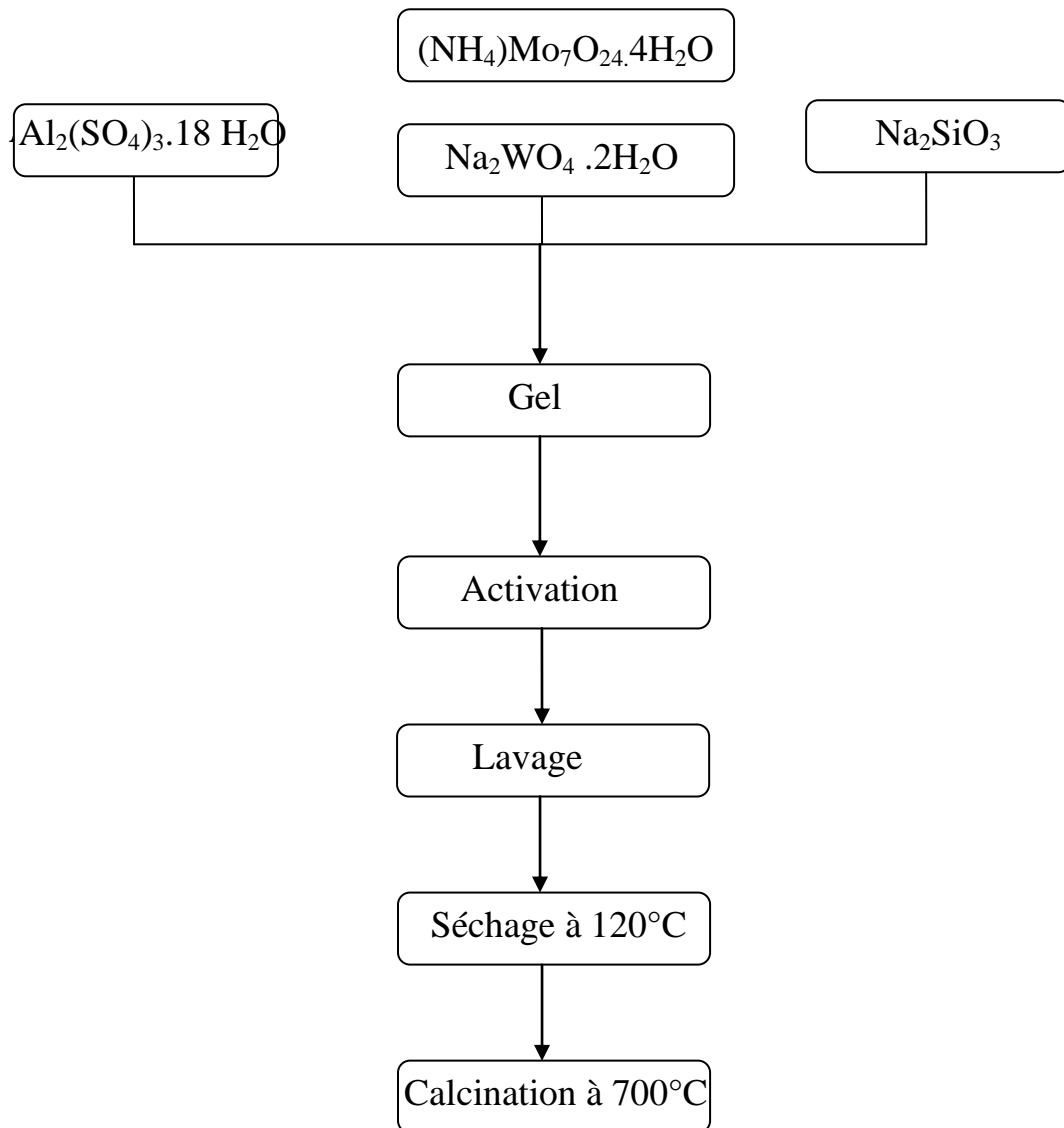 (NH₄)Mo₇O₂₄.4H₂O
Al₂(SO₄)₃.18 H₂O
Na₂WO₄ .2H₂O
Na₂SiO₃
Gel
Activation
Lavage
Séchage à 120°C
Calcination à 700°C